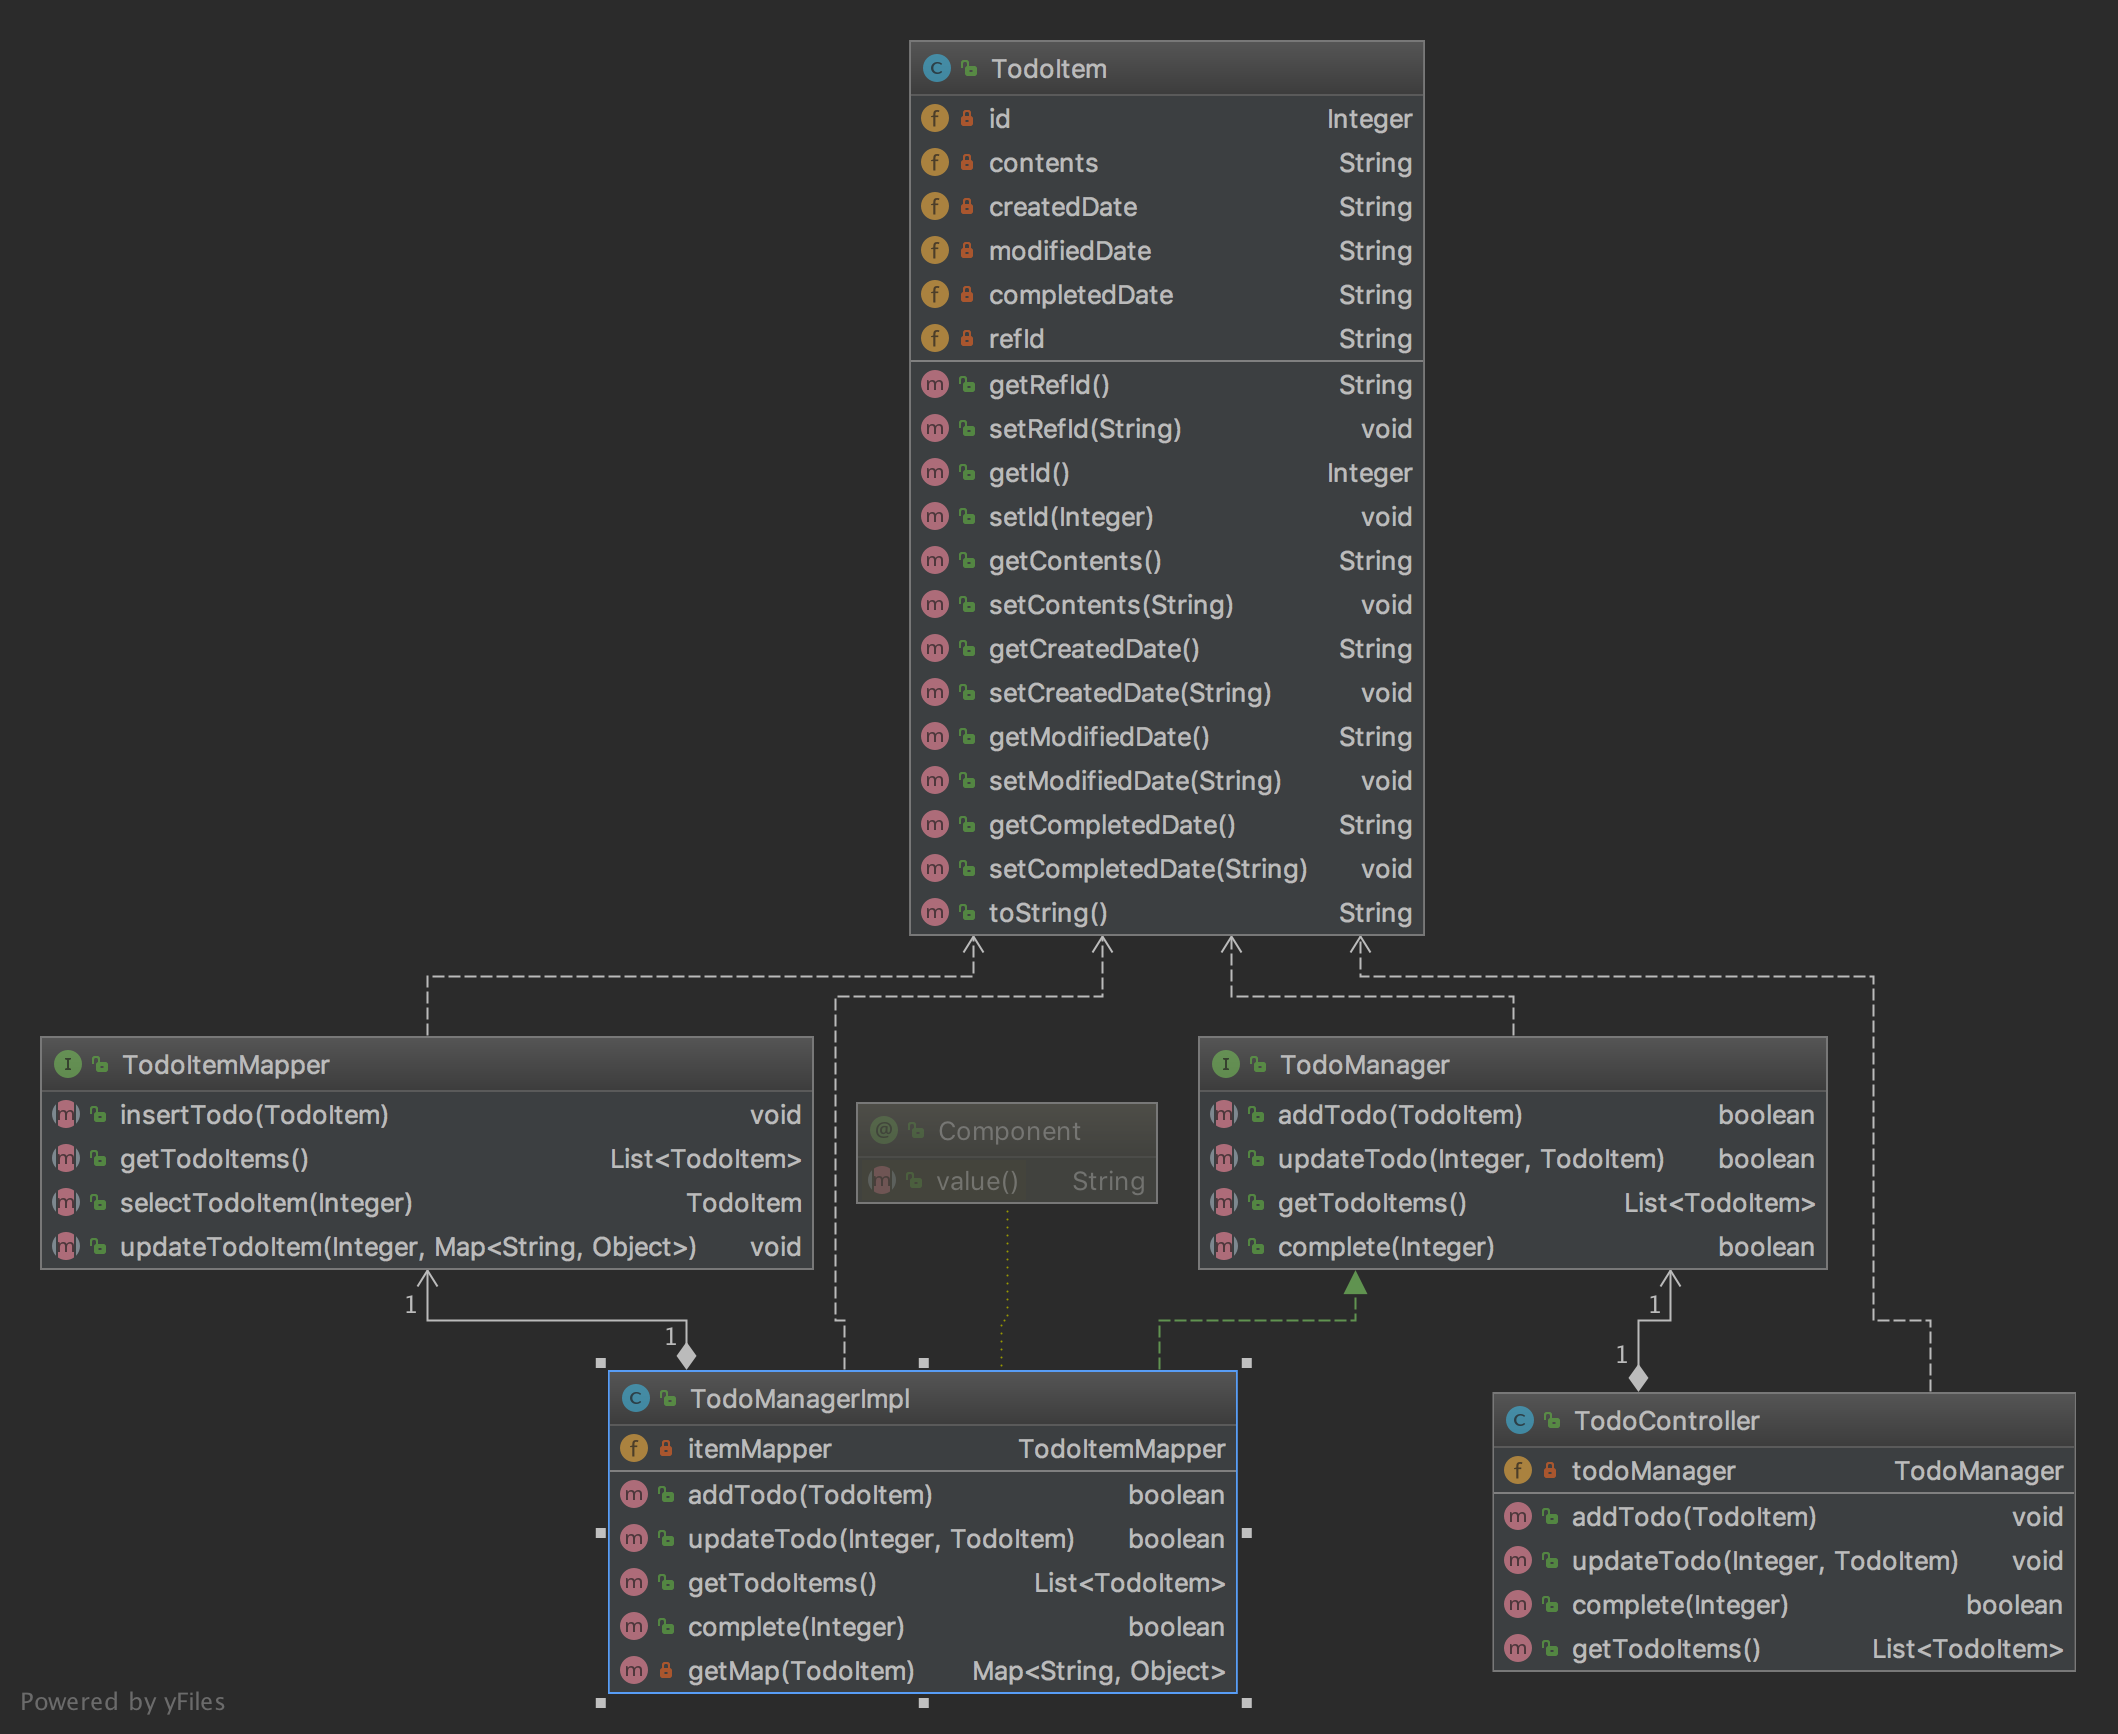 C TodoItem
f id Integer
f contents String
f createdDate String
f modifiedDate String
f completedDate String
f refId String
m getRefId() String
m setRefId(String) void
m getId() Integer
m setId(Integer) void
m getContents() String
m setContents(String) void
m getCreatedDate() String
m setCreatedDate(String) void
m getModifiedDate() String
m setModifiedDate(String) void
m getCompletedDate() String
m setCompletedDate(String) void
m toString() String
I TodoItemMapper
m insertTodo(TodoItem) void
m getTodoItems() List<TodoItem>
m selectTodoItem(Integer) TodoItem
m updateTodoItem(Integer, Map<String, Object>) void
@ Component
m value() String
I TodoManager
m addTodo(TodoItem) boolean
m updateTodo(Integer, TodoItem) boolean
m getTodoItems() List<TodoItem>
m complete(Integer) boolean
1
1
1
1
C TodoManagerImpl
f itemMapper TodoItemMapper
m addTodo(TodoItem) boolean
m updateTodo(Integer, TodoItem) boolean
m getTodoItems() List<TodoItem>
m complete(Integer) boolean
m getMap(TodoItem) Map<String, Object>
C TodoController
f todoManager TodoManager
m addTodo(TodoItem) void
m updateTodo(Integer, TodoItem) void
m complete(Integer) boolean
m getTodoItems() List<TodoItem>
Powered by yFiles